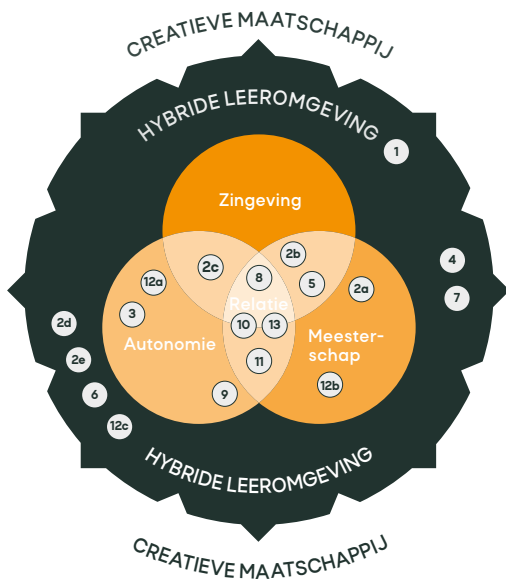 CREATIEVE MAATSCHAPPIJ
HYBRIDE LEEROMGEVING
1
Zingeving
2b
2c
4
8
12a
5
2a
7
Relatie
3
2d
10
13
Autonomie
Meester-
schap
2e
11
12b
6
9
12c
HYBRIDE LEEROMGEVING
CREATIEVE MAATSCHAPPIJ